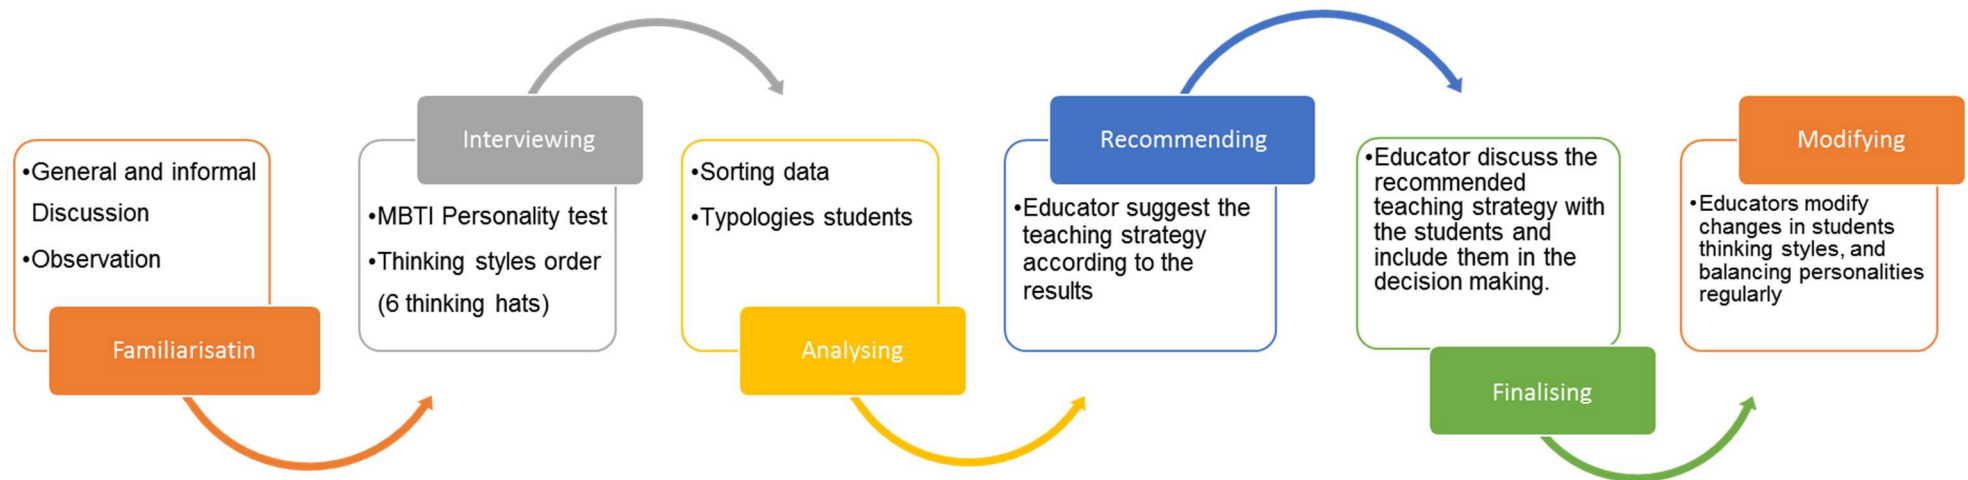 •General and informal
Discussion
•Observation
Familiarisatin
Interviewing
•MBTI Personality test
•Thinking styles order
(6 thinking hats)
•Sorting data
•Typologies students
Analysing
Recommending
•Educator suggest the
teaching strategy
according to the
results
•Educator discuss the
recommended
teaching strategy with
the students and
include them in the
decision making.
Finalising
Modifying
•Educators modify
changes in students
thinking styles, and
balancing personalities
regularly